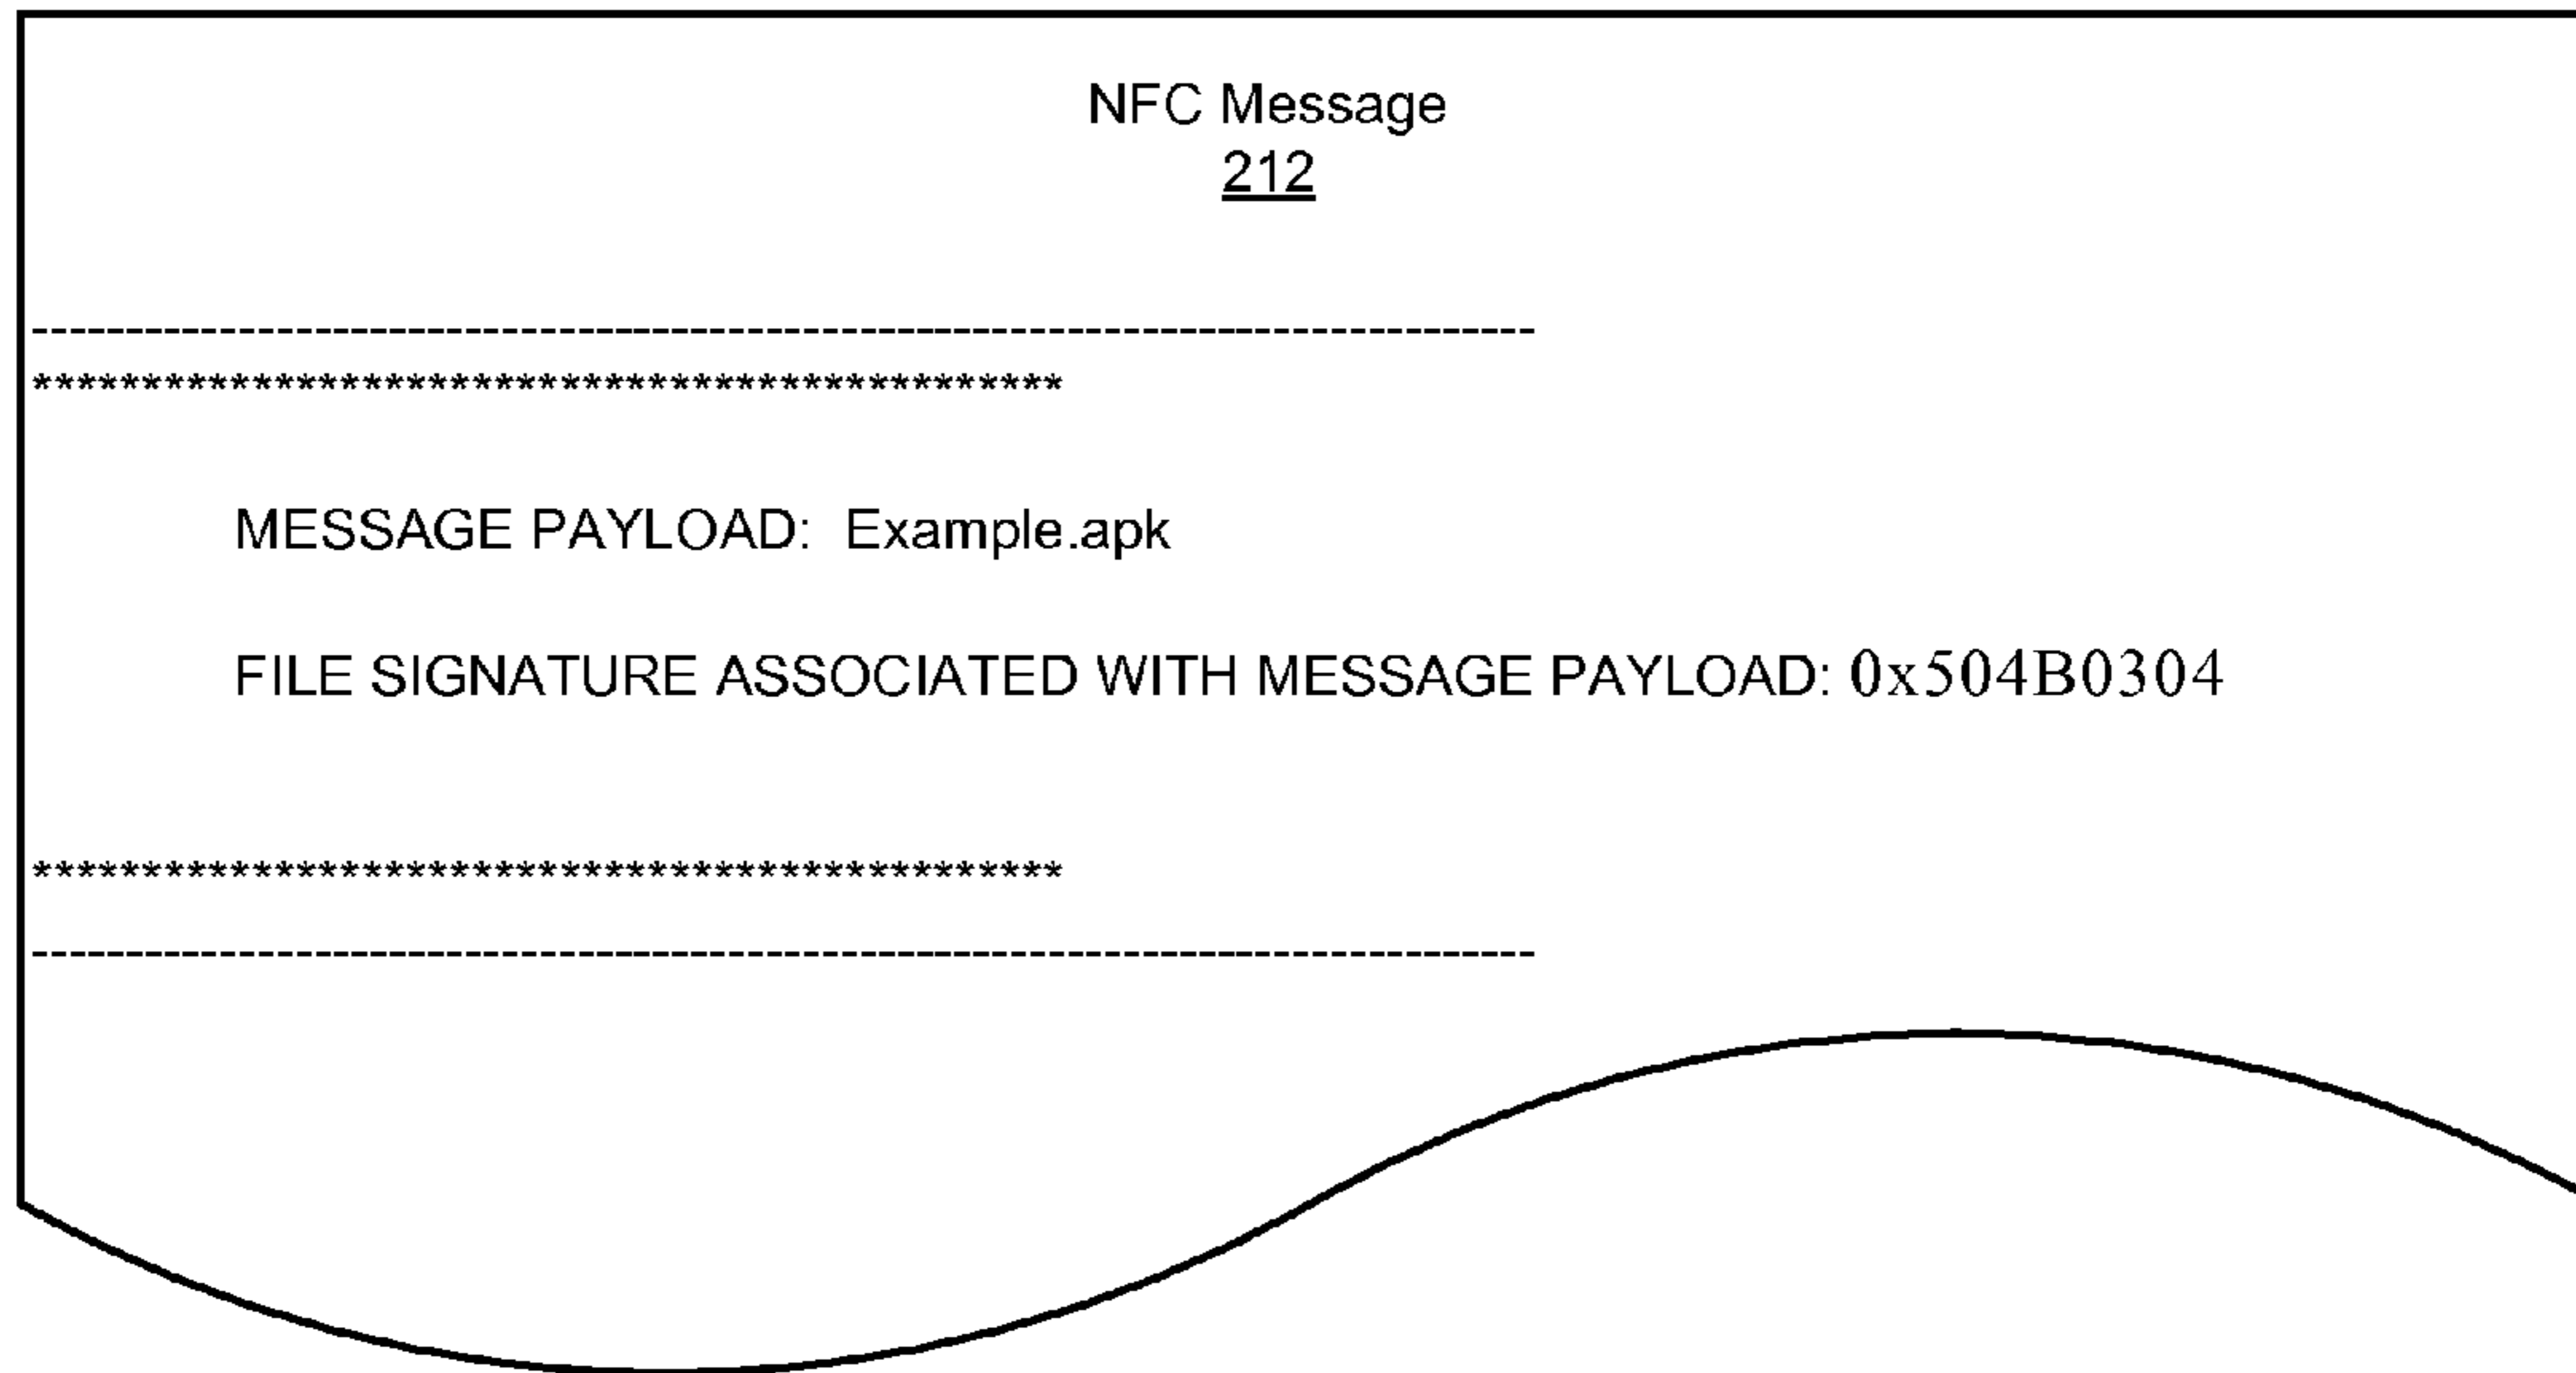 NFC Message
212
--------------------------------------------------------------------------------
***********************************************
MESSAGE PAYLOAD: Example.apk
FILE SIGNATURE ASSOCIATED WITH MESSAGE PAYLOAD: 0x504B0304
***********************************************
--------------------------------------------------------------------------------